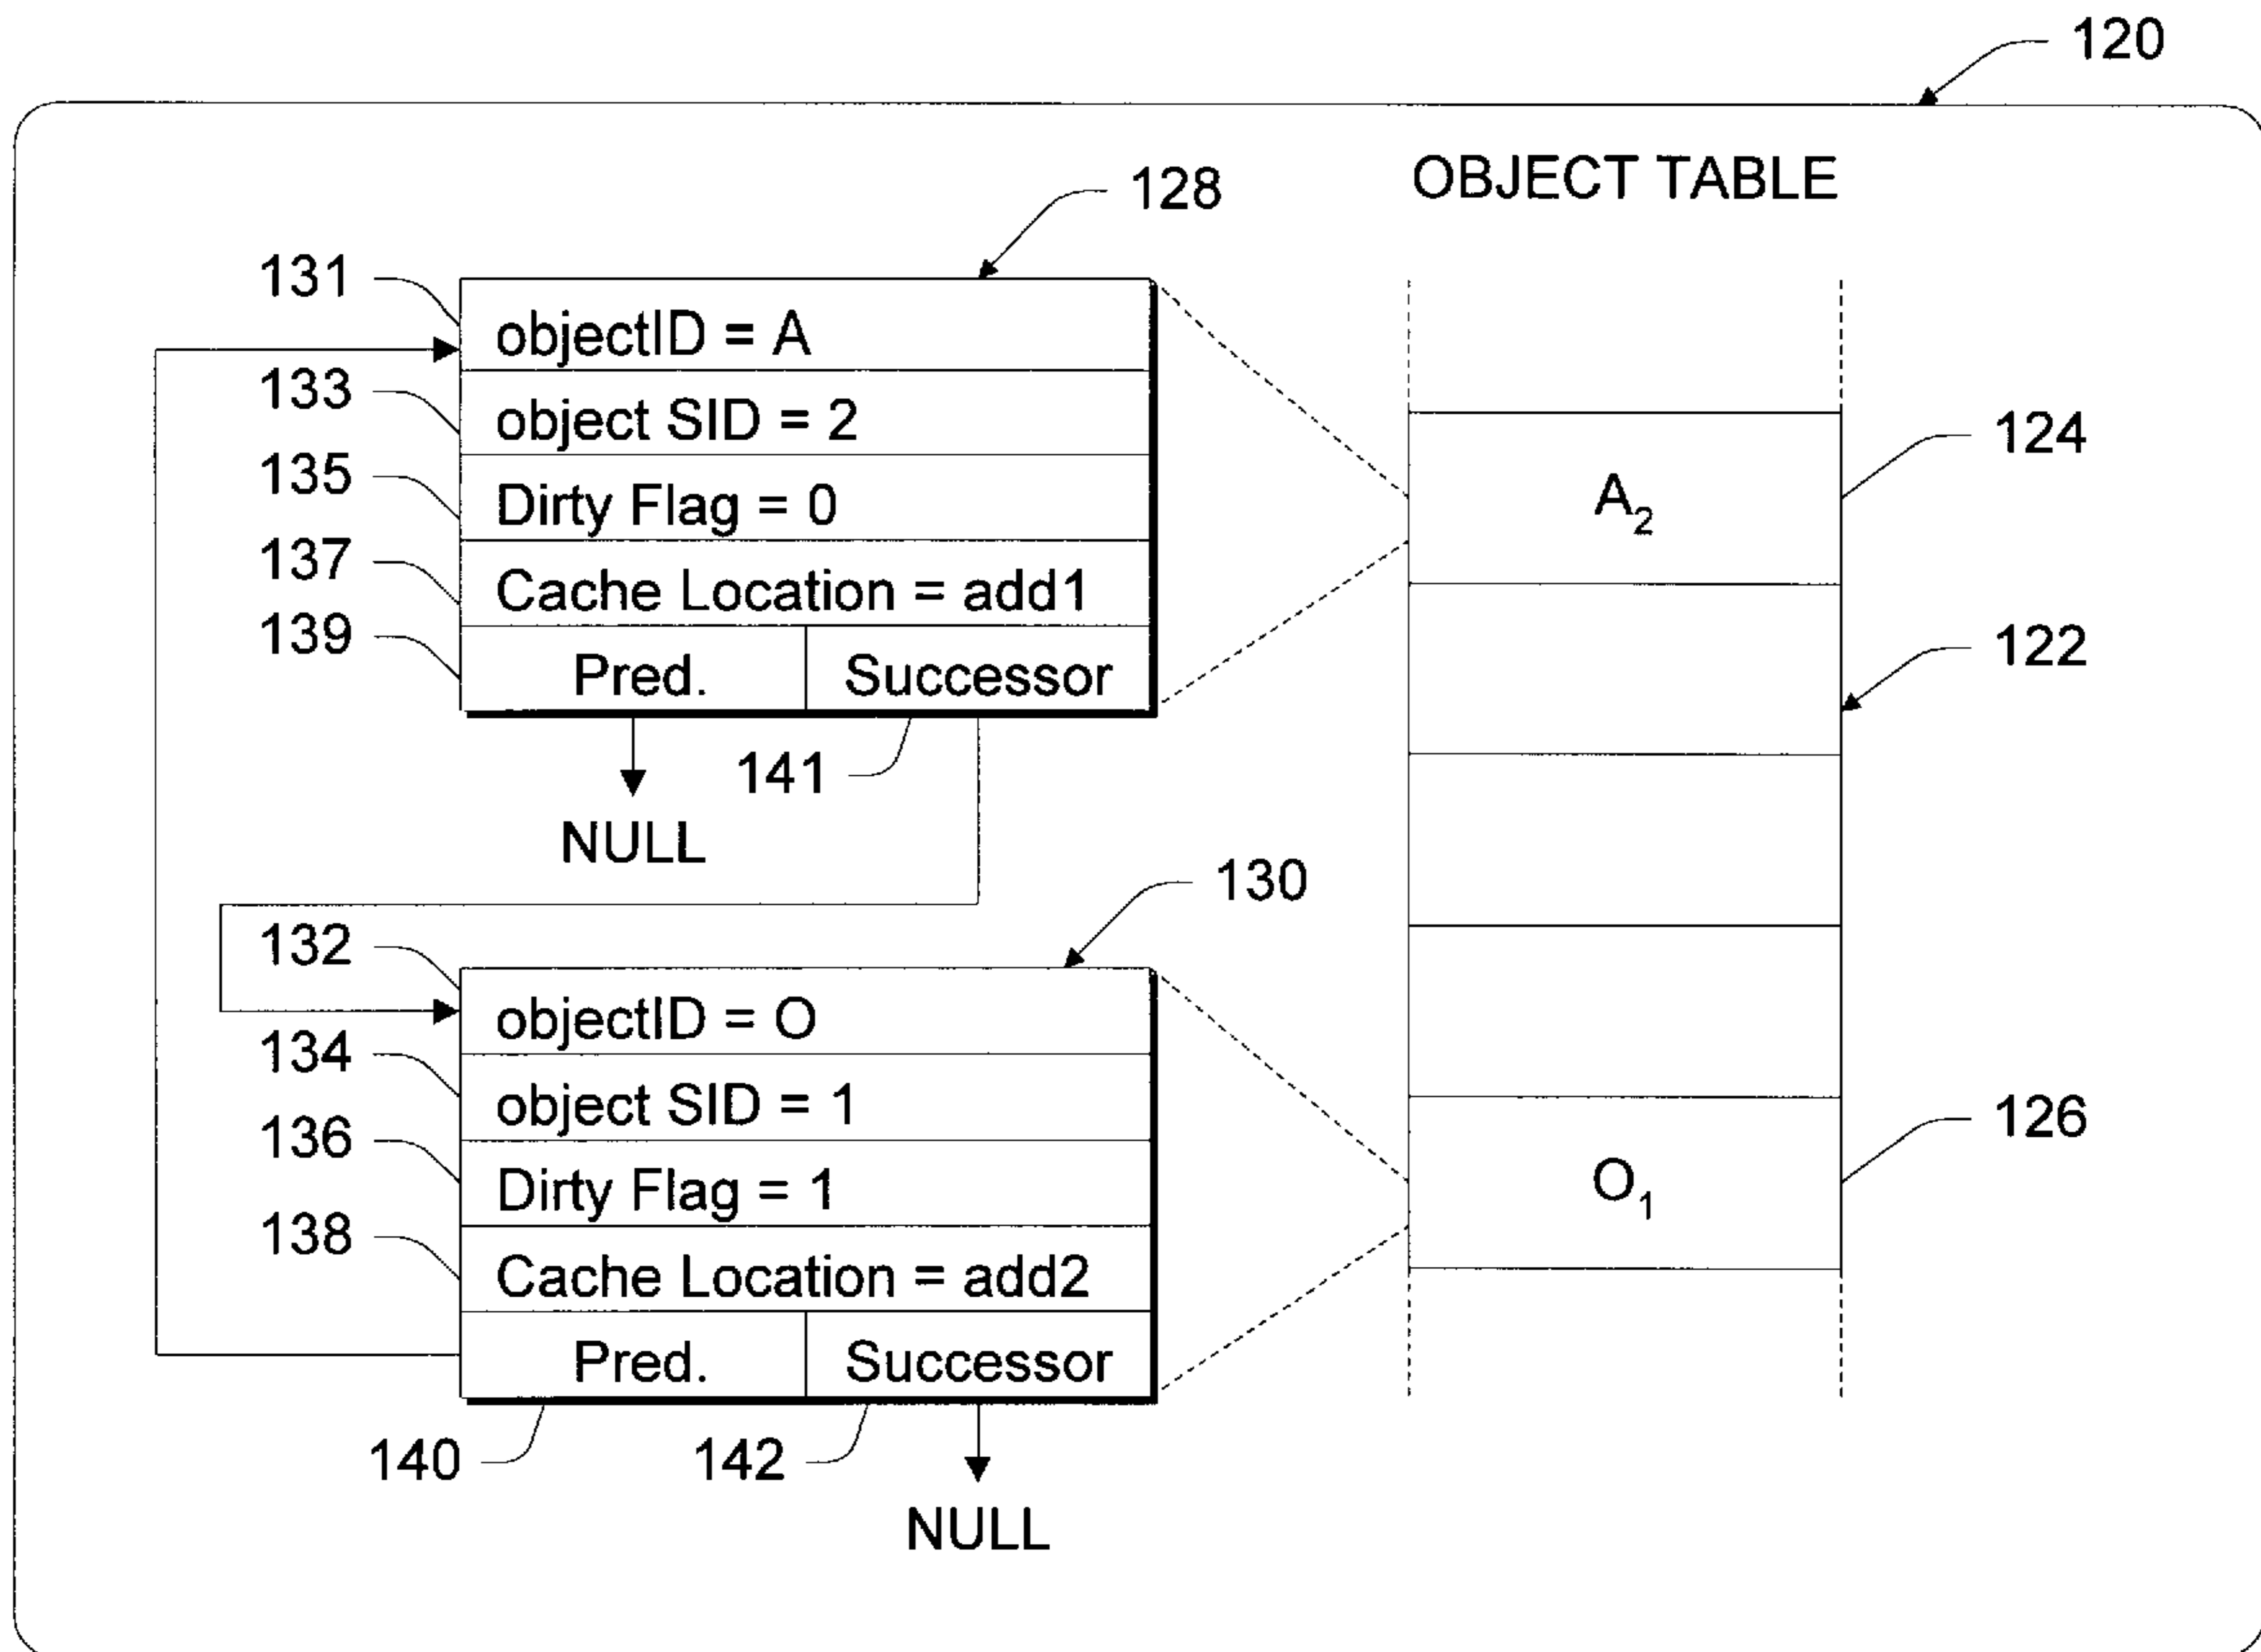 120
OBJECT TABLE
128
131
objectID = A
133
object SID = 2
135
Dirty Flag = 0
137
Cache Location = add1
139
Pred.
Successor
141
NULL
A2
124
122
130
132
objectID = O
134
object SID = 1
136
Dirty Flag = 1
138
Cache Location = add2
Pred.
Successor
140
142
NULL
O1
126